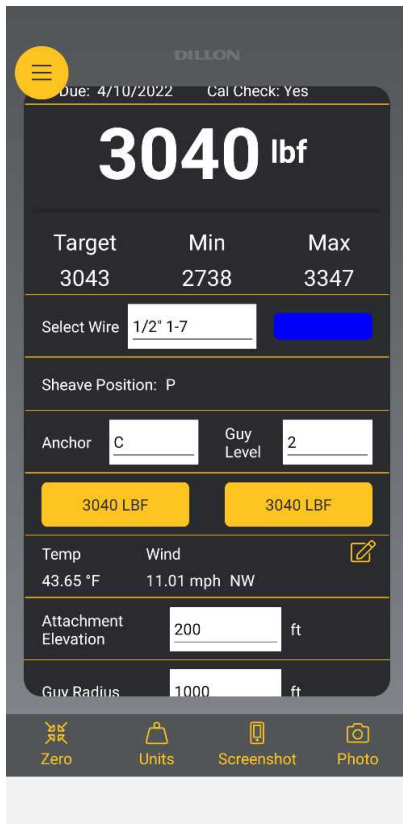 DILLON
Due: 4/10/2022 Cal Check: Yes
3040 lbf
Target Min Max
3043 2738 3347
Select Wire 1/2" 1-7
Sheave Position: P
Anchor C Guy Level 2
3040 LBF 3040 LBF
Temp Wind
43.65 °F 11.01 mph NW
Attachment Elevation 200 ft
Guy Radius 1000 ft
Zero Units Screenshot Photo